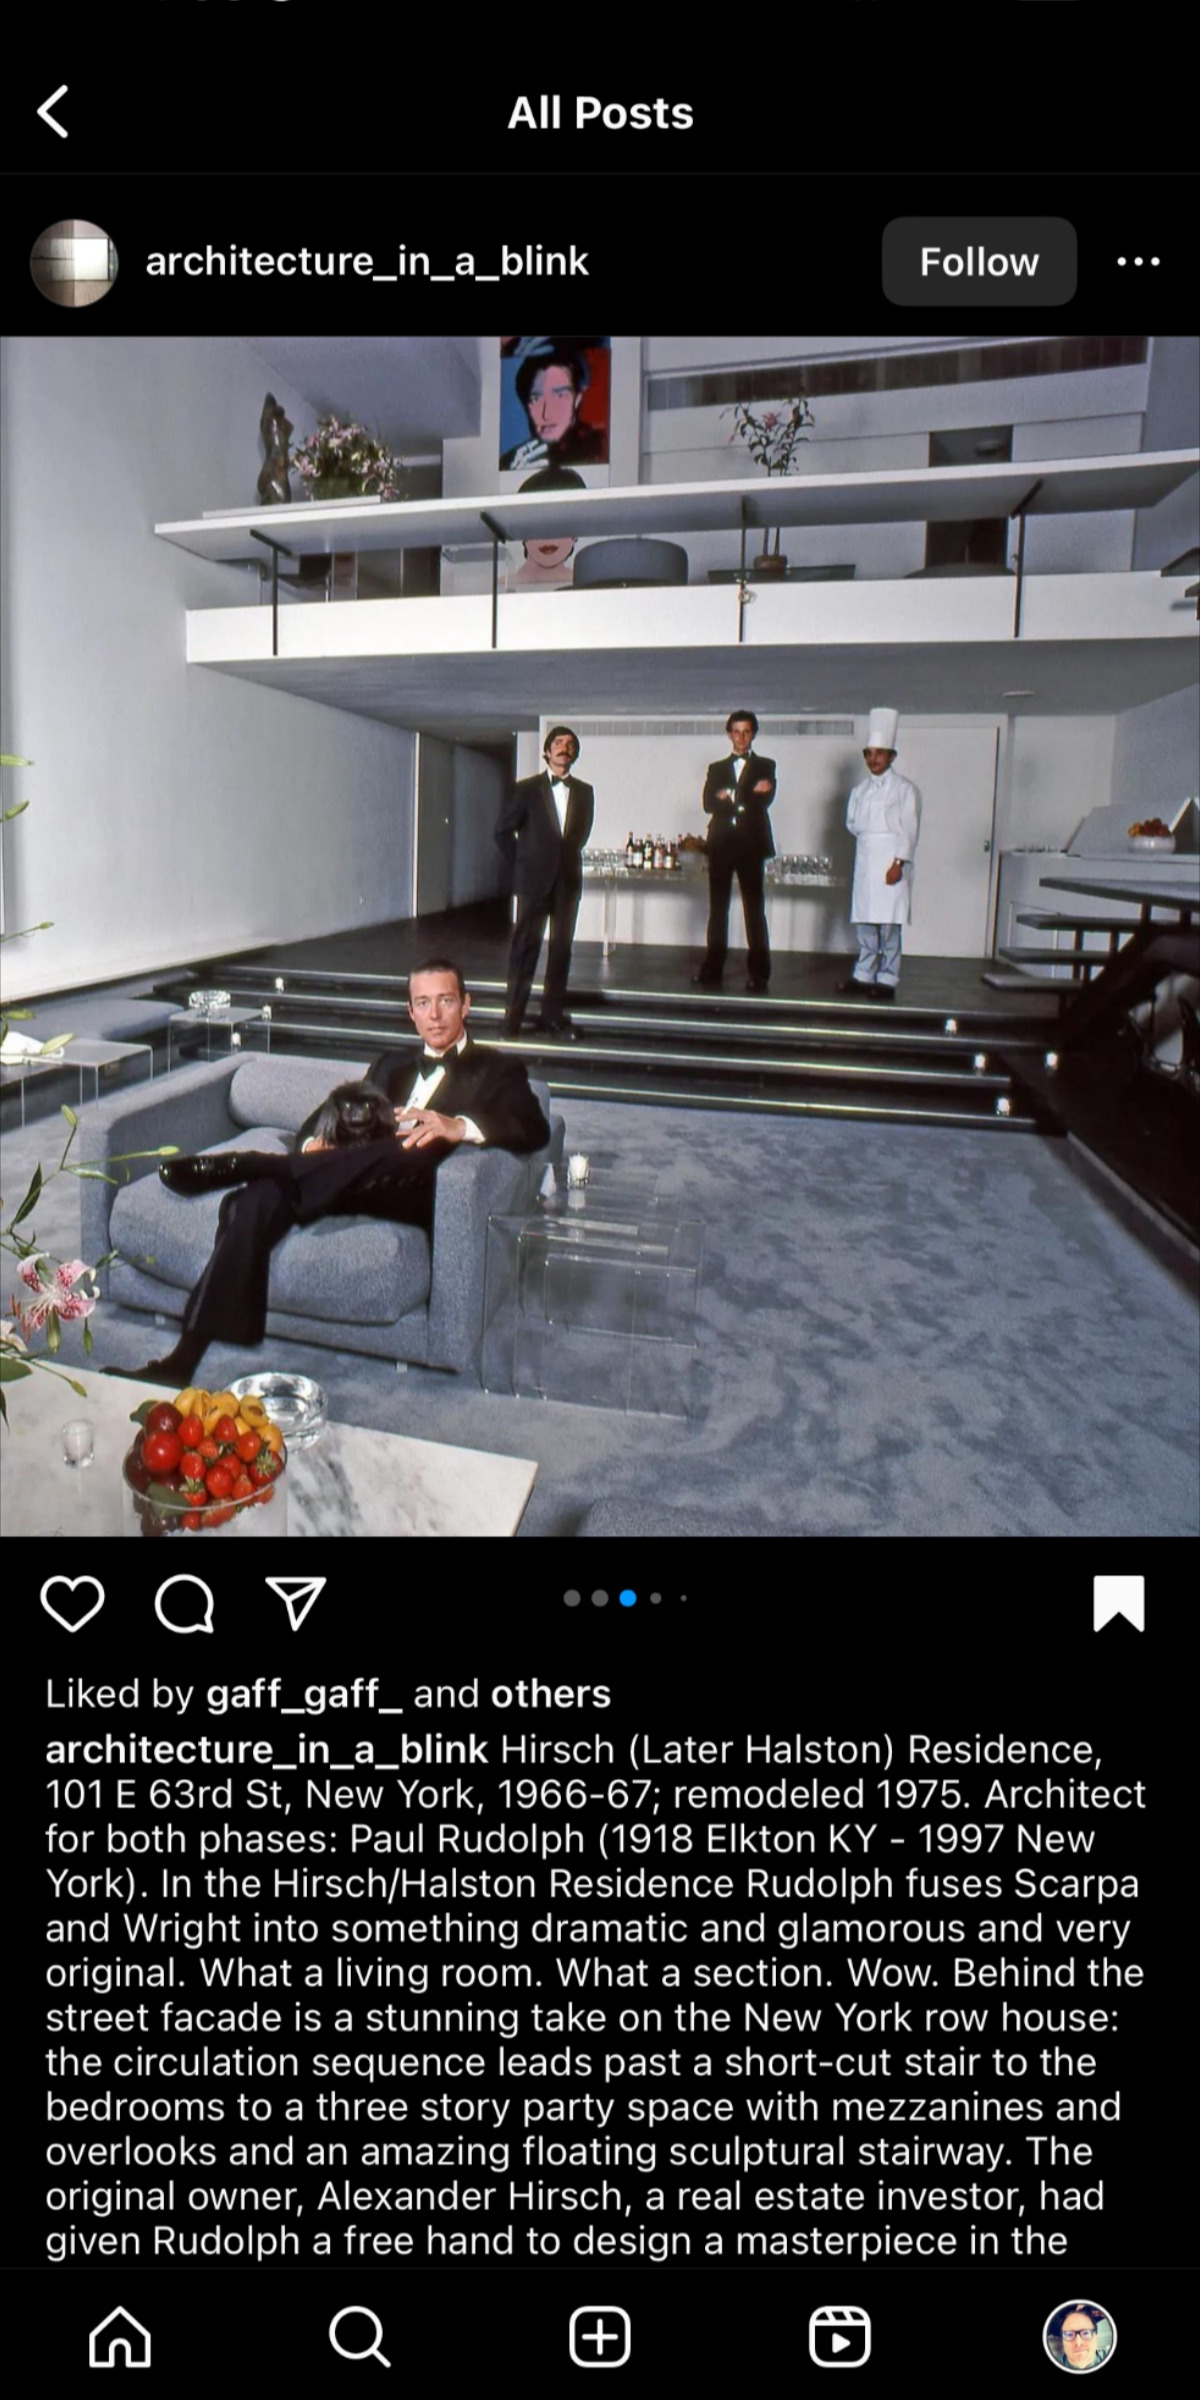 All Posts
architecture_in_a_blink
Follow
Liked by gaff_gaff_ and others
architecture_in_a_blink Hirsch (Later Halston) Residence,
101 E 63rd St, New York, 1966-67; remodeled 1975. Architect
for both phases: Paul Rudolph (1918 Elkton KY - 1997 New
York). In the Hirsch/Halston Residence Rudolph fuses Scarpa
and Wright into something dramatic and glamorous and very
original. What a living room. What a section. Wow. Behind the
street facade is a stunning take on the New York row house:
the circulation sequence leads past a short-cut stair to the
bedrooms to a three story party space with mezzanines and
overlooks and an amazing floating sculptural stairway. The
original owner, Alexander Hirsch, a real estate investor, had
given Rudolph a free hand to design a masterpiece in the